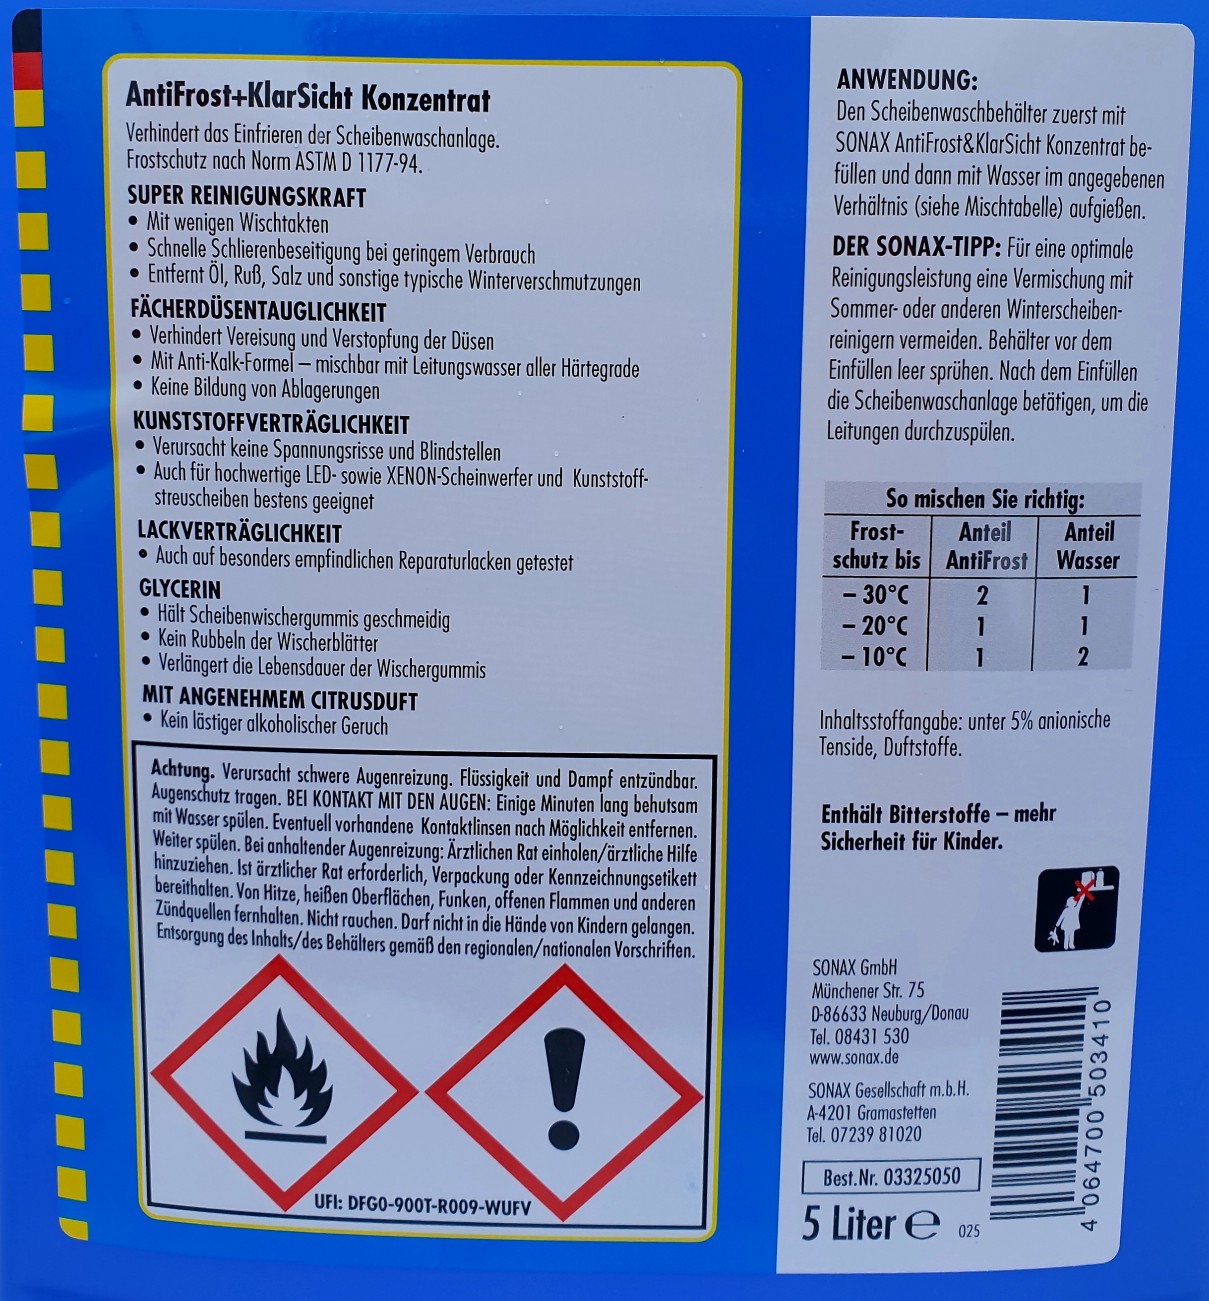 AntiFrost+KlarSicht Konzentrat
Verhindert das Einfrieren der Scheibenwaschanlage.
Frostschutz nach Norm ASTM D 1177-94.
SUPER REINIGUNGSKRAFT
• Mit wenigen Wischtakten
• Schnelle Schlierenbeseitigung bei geringem Verbrauch
• Entfernt Öl, Ruß, Salz und sonstige typische Winterverschmutzungen
FÄCHERDÜSENTAUGLICHKEIT
• Verhindert Vereisung und Verstopfung der Düsen
• Mit Anti-Kalk-Formel – mischbar mit Leitungswasser aller Härtegrade
• Keine Bildung von Ablagerungen
KUNSTSTOFFVERTRÄGLICHKEIT
• Verursacht keine Spannungsrisse und Blindstellen
• Auch für hochwertige LED- sowie XENON-Scheinwerfer und Kunststoff-
streuscheiben bestens geeignet
LACKVERTRÄGLICHKEIT
• Auch auf besonders empfindlichen Reparaturlacken getestet
GLYCERIN
• Hält Scheibenwischergummis geschmeidig
• Kein Rubbeln der Wischerblätter
• Verlängert die Lebensdauer der Wischergummis
MIT ANGENEHMEM CITRUSDUFT
• Kein lästiger alkoholischer Geruch
Achtung. Verursacht schwere Augenreizung. Flüssigkeit und Dampf entzündbar.
Augenschutz tragen. BEI KONTAKT MIT DEN AUGEN: Einige Minuten lang behutsam
mit Wasser spülen. Eventuell vorhandene Kontaktlinsen nach Möglichkeit entfernen.
Weiter spülen. Bei anhaltender Augenreizung: Ärztlichen Rat einholen/ärztliche Hilfe
hinzuziehen. Ist ärztlicher Rat erforderlich, Verpackung oder Kennzeichnungsetikett
bereithalten. Von Hitze, heißen Oberflächen, Funken, offenen Flammen und anderen
Zündquellen fernhalten. Nicht rauchen. Darf nicht in die Hände von Kindern gelangen.
Entsorgung des Inhalts/des Behälters gemäß den regionalen/nationalen Vorschriften.
UFI: DFG0-900T-R009-WUFV
ANWENDUNG:
Den Scheibenwaschbehälter zuerst mit
SONAX AntiFrost&KlarSicht Konzentrat be-
füllen und dann mit Wasser im angegebenen
Verhältnis (siehe Mischtabelle) aufgießen.
DER SONAX-TIPP: Für eine optimale
Reinigungsleistung eine Vermischung mit
Sommer- oder anderen Winterscheiben-
reinigern vermeiden. Behälter vor dem
Einfüllen leer sprühen. Nach dem Einfüllen
die Scheibenwaschanlage betätigen, um die
Leitungen durchzuspülen.
So mischen Sie richtig:
Frost- Anteil Anteil
schutz bis AntiFrost Wasser
– 30°C 2 1
– 20°C 1 1
– 10°C 1 2
Inhaltsstoffangabe: unter 5% anionische
Tenside, Duftstoffe.
Enthält Bitterstoffe – mehr
Sicherheit für Kinder.
SONAX GmbH
Münchener Str. 75
D-86633 Neuburg/Donau
Tel. 08431 530
www.sonax.de
SONAX Gesellschaft m.b.H.
A-4201 Gramastetten
Tel. 07239 81020
Best.Nr. 03325050
5 Liter ℮ 025
4 064700 503410